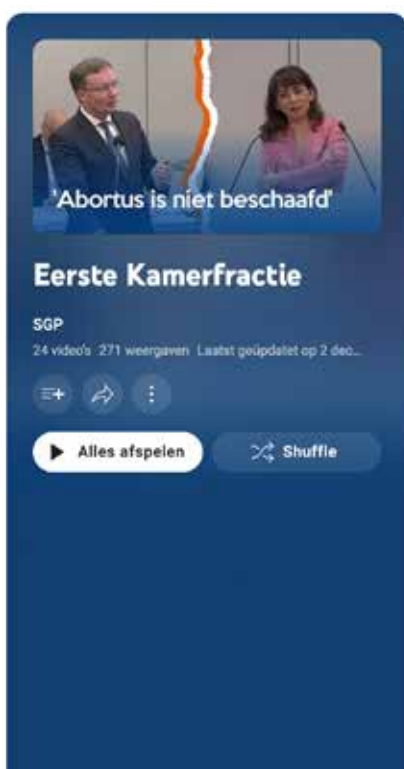 'Abortus is niet beschaafd'
Eerste Kamerfractie
SGP
24 video's 271 weergaven Laatst geüpdatet op 2 dec...
Alles afspelen
Shuffle